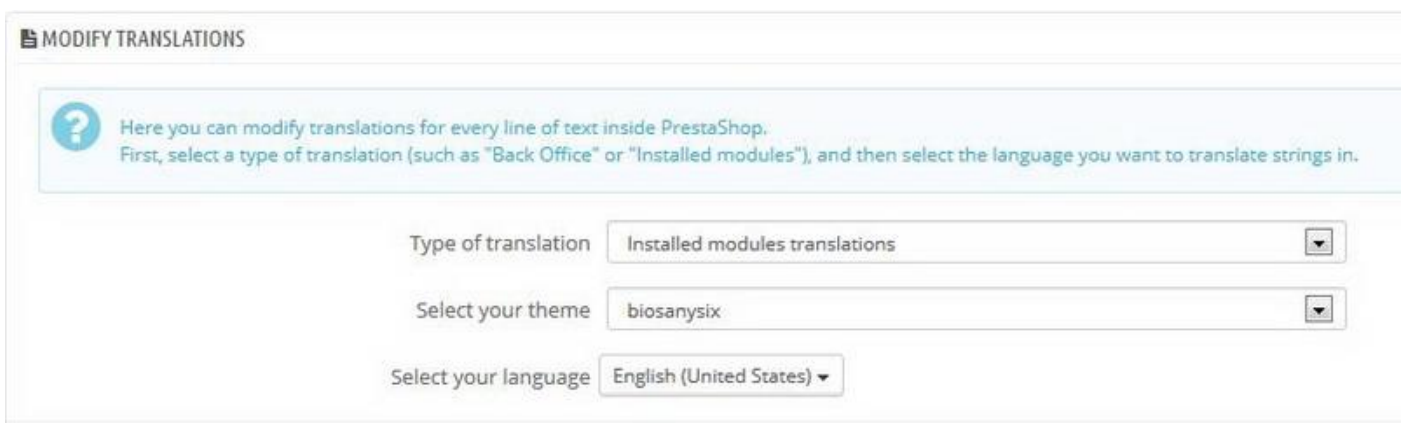 MODIFY TRANSLATIONS
Here you can modify translations for every line of text inside PrestaShop.
First, select a type of translation (such as "Back Office" or "Installed modules"), and then select the language you want to translate strings in.
Type of translation Installed modules translations
Select your theme biosanysix
Select your language English (United States)